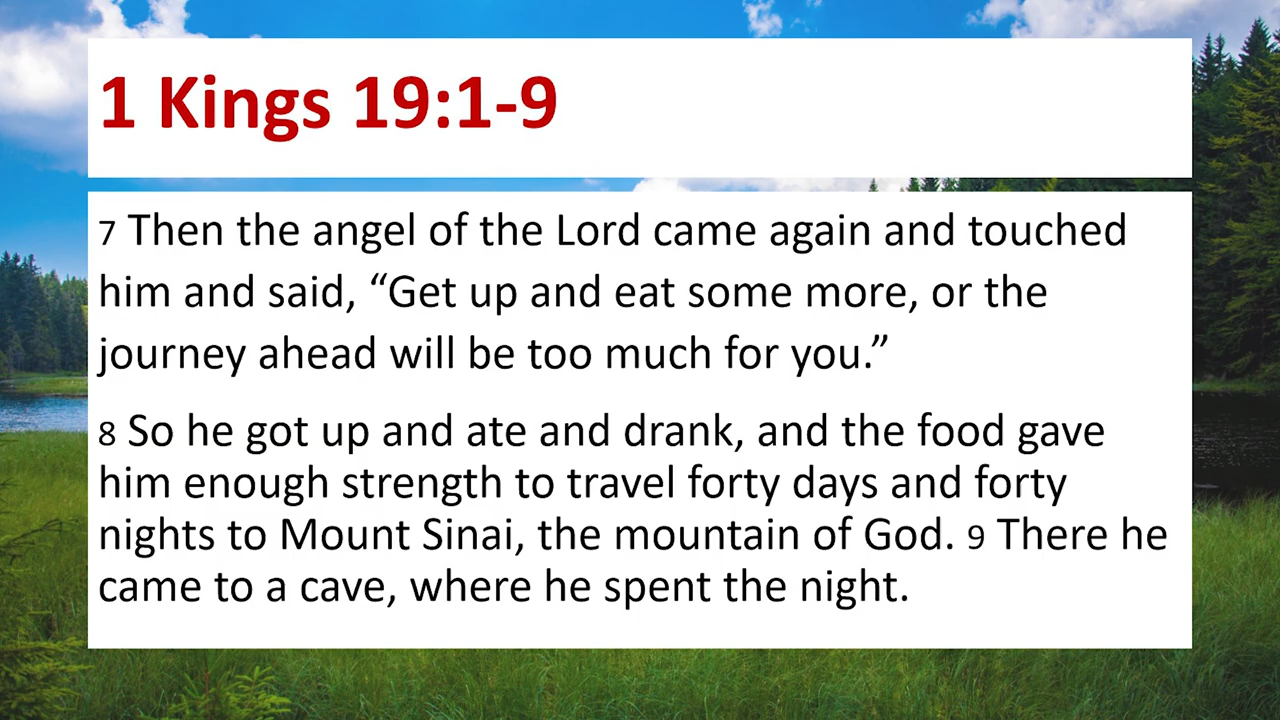 1 Kings 19:1-9
7 Then the angel of the Lord came again and touched
him and said, “Get up and eat some more, or the
journey ahead will be too much for you.”
8 So he got up and ate and drank, and the food gave
him enough strength to travel forty days and forty
nights to Mount Sinai, the mountain of God. 9 There he
came to a cave, where he spent the night.